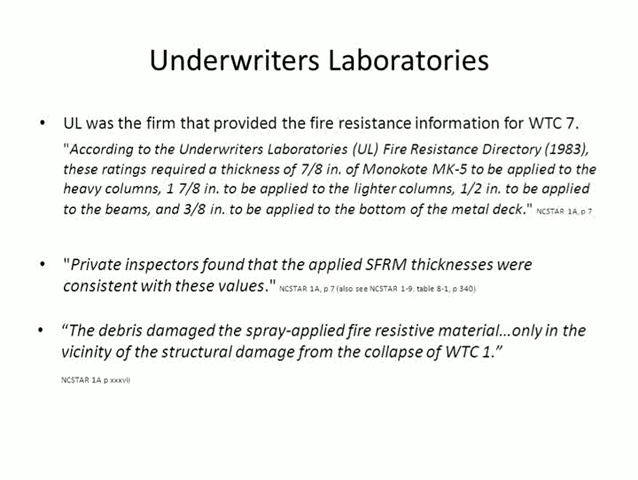 Underwriters Laboratories
• UL was the firm that provided the fire resistance information for WTC 7.
"According to the Underwriters Laboratories (UL) Fire Resistance Directory (1983),
these ratings required a thickness of 7/8 in. of Monokote MK-5 to be applied to the
heavy columns, 1 7/8 in. to be applied to the lighter columns, 1/2 in. to be applied
to the beams, and 3/8 in. to be applied to the bottom of the metal deck." NCSTAR 1A, p 7
• "Private inspectors found that the applied SFRM thicknesses were
consistent with these values." NCSTAR 1A, p 7 (also see NCSTAR 1-9, table 8-1, p 340)
• “The debris damaged the spray-applied fire resistive material...only in the
vicinity of the structural damage from the collapse of WTC 1.”
NCSTAR 1A p xxxvi)